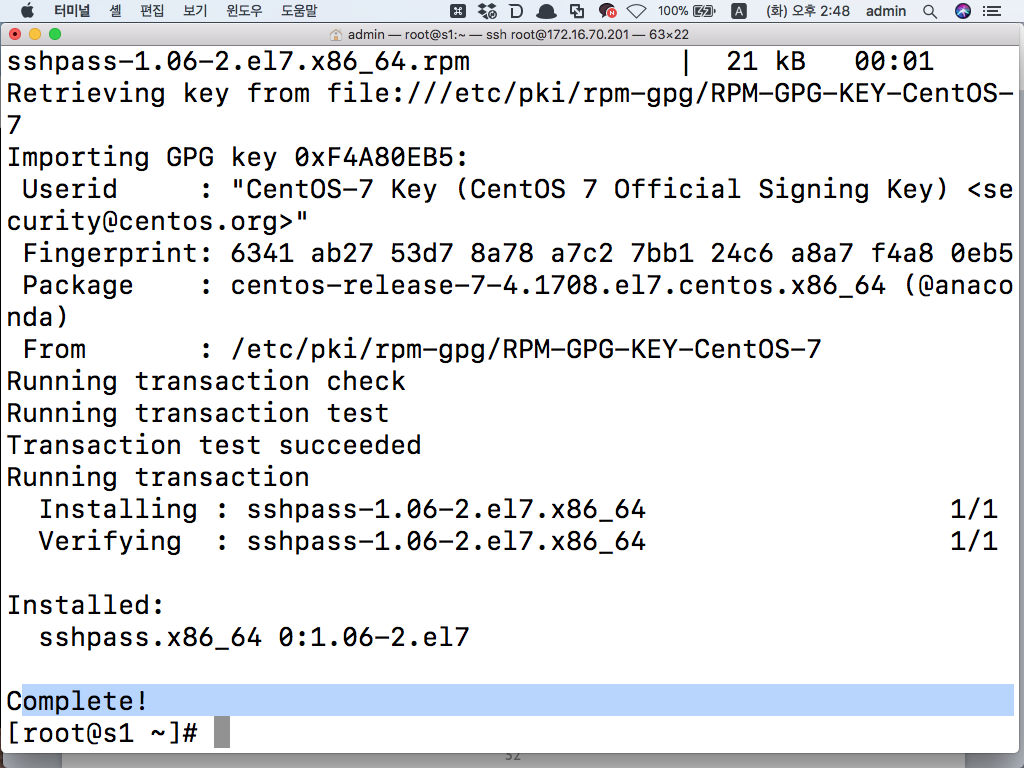 터미널 셸 편집 보기 윈도우 도움말 100% A (화) 오후 2:48 admin
admin — root@s1:~ — ssh root@172.16.70.201 — 63×22
sshpass-1.06-2.el7.x86_64.rpm | 21 kB 00:01
Retrieving key from file:///etc/pki/rpm-gpg/RPM-GPG-KEY-CentOS-
7
Importing GPG key 0xF4A80EB5:
Userid : "CentOS-7 Key (CentOS 7 Official Signing Key) <se
curity@centos.org>"
Fingerprint: 6341 ab27 53d7 8a78 a7c2 7bb1 24c6 a8a7 f4a8 0eb5
Package : centos-release-7-4.1708.el7.centos.x86_64 (@anaco
nda)
From : /etc/pki/rpm-gpg/RPM-GPG-KEY-CentOS-7
Running transaction check
Running transaction test
Transaction test succeeded
Running transaction
Installing : sshpass-1.06-2.el7.x86_64 1/1
Verifying : sshpass-1.06-2.el7.x86_64 1/1
Installed:
sshpass.x86_64 0:1.06-2.el7
Complete!
[root@s1 ~]#
52